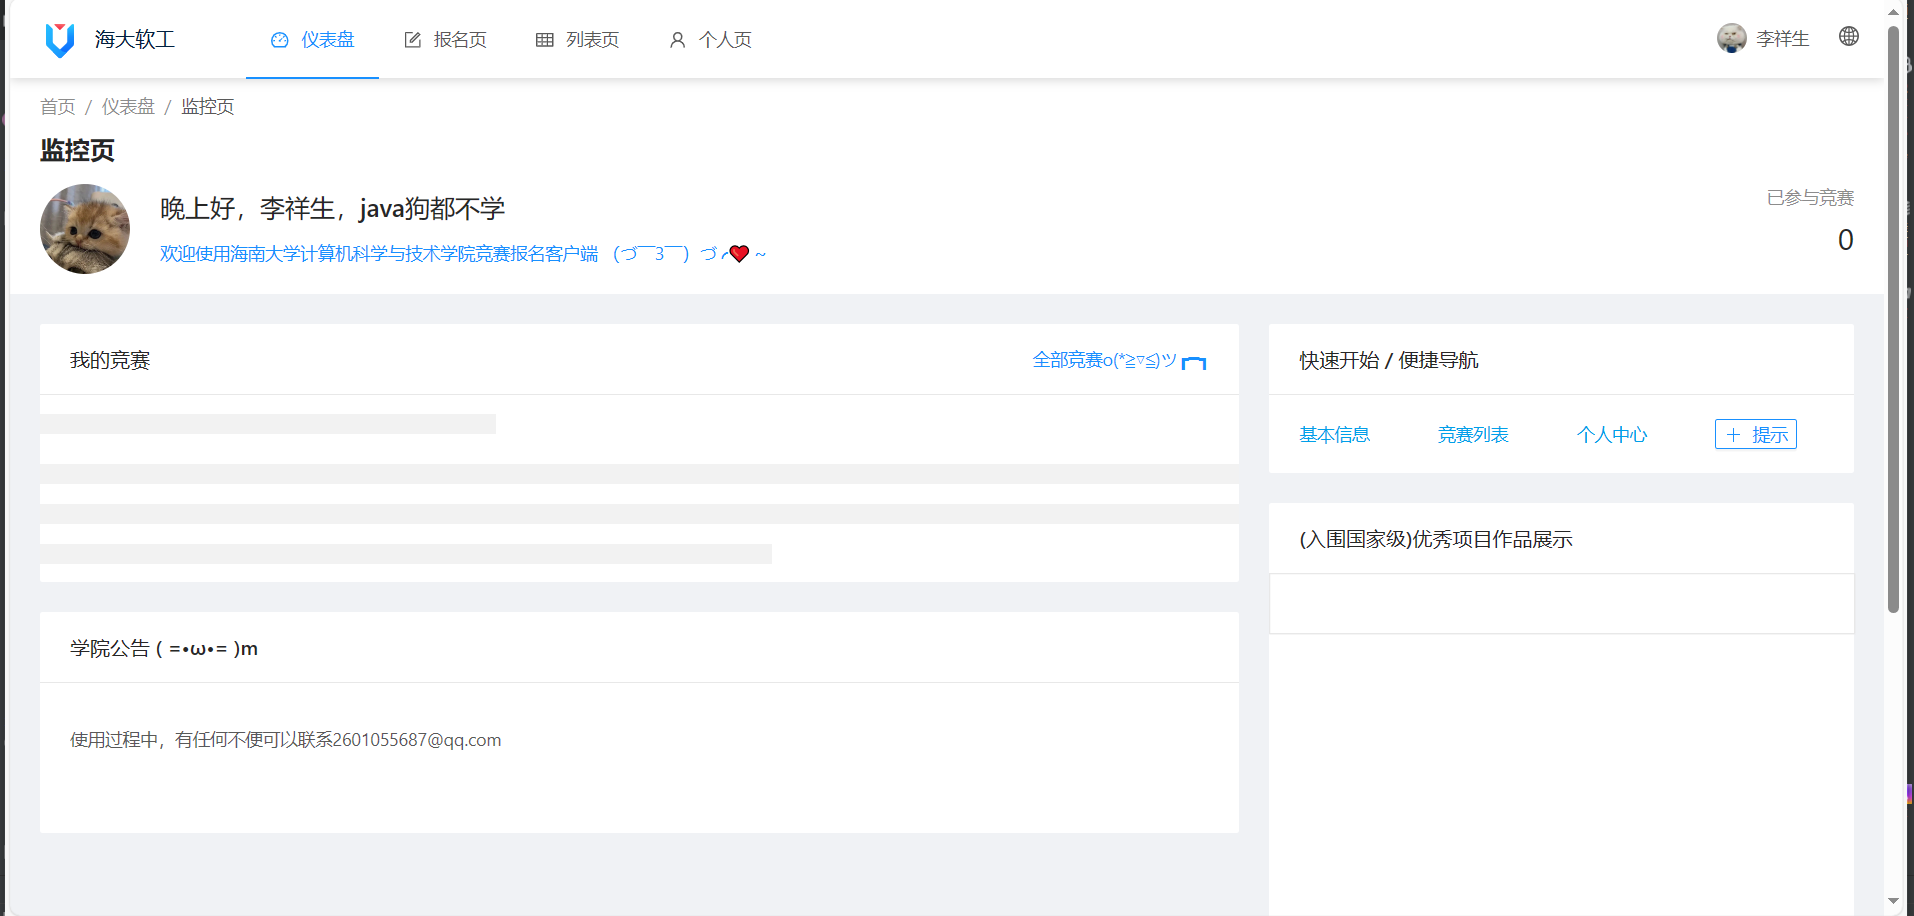 海大软工
仪表盘
报名页
列表页
个人页
李祥生
首页 / 仪表盘 / 监控页
监控页
晚上好，李祥生，java狗都不学
欢迎使用海南大学计算机科学与技术学院竞赛报名客户端 （づ￣3￣）づ╭❤️～
已参与竞赛
0
我的竞赛
全部竞赛o(*≧▽≦)ツ┏━┓
学院公告 ( =•ω•= )m
使用过程中，有任何不便可以联系2601055687@qq.com
快速开始 / 便捷导航
基本信息
竞赛列表
个人中心
+ 提示
(入围国家级)优秀项目作品展示